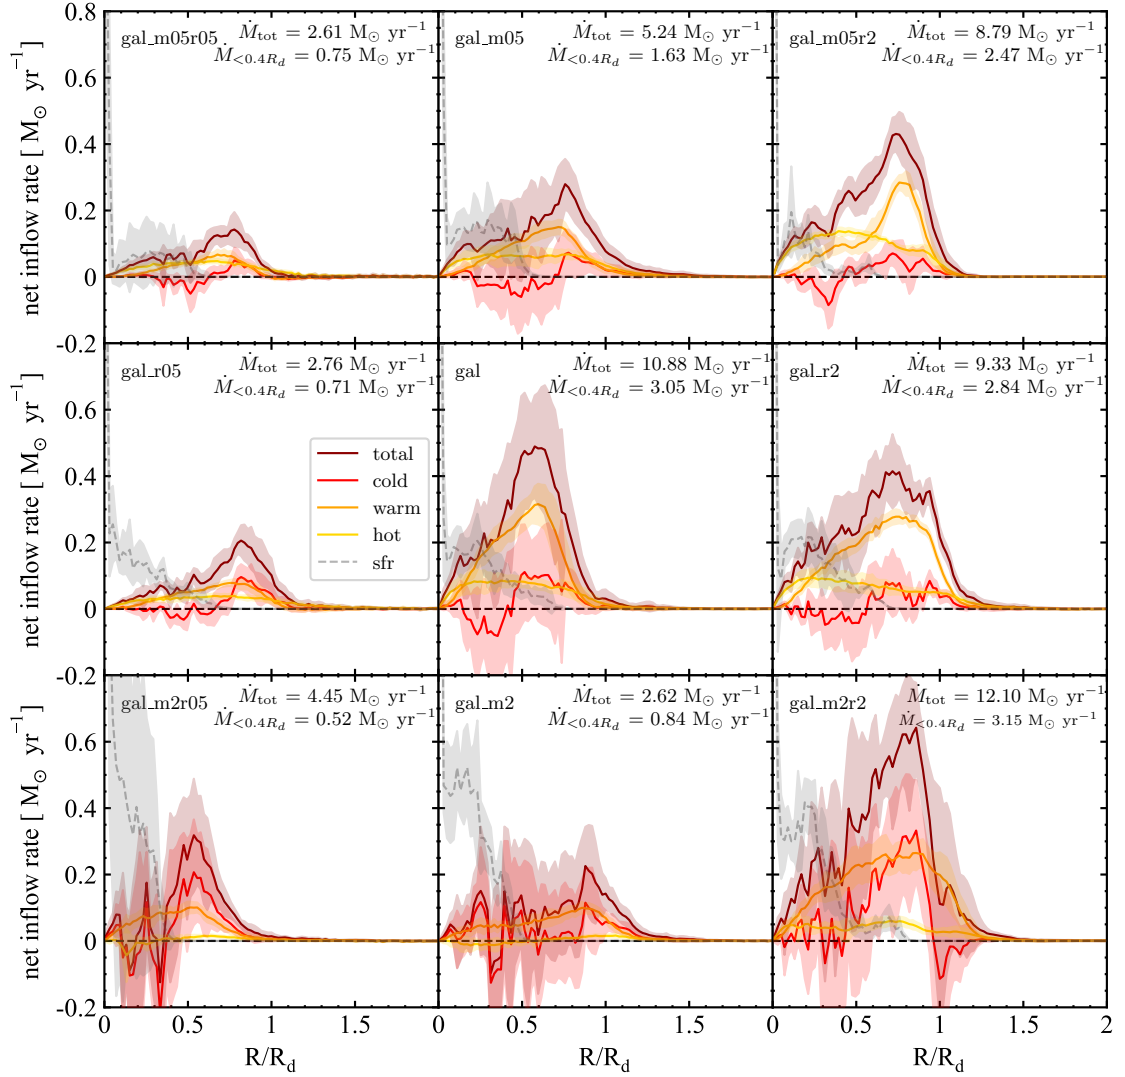 0.8
0.6
0.4
0.2
0
-0.2
net inflow rate [ M⊙ yr⁻¹]
gal_m05r05
Ṁtot = 2.61 M⊙ yr⁻¹
Ṁ<0.4Rd = 0.75 M⊙ yr⁻¹
gal_m05
Ṁtot = 5.24 M⊙ yr⁻¹
Ṁ<0.4Rd = 1.63 M⊙ yr⁻¹
gal_m05r2
Ṁtot = 8.79 M⊙ yr⁻¹
Ṁ<0.4Rd = 2.47 M⊙ yr⁻¹
0.6
0.4
0.2
0
-0.2
net inflow rate [ M⊙ yr⁻¹]
gal_r05
Ṁtot = 2.76 M⊙ yr⁻¹
Ṁ<0.4Rd = 0.71 M⊙ yr⁻¹
total
cold
warm
hot
sfr
gal
Ṁtot = 10.88 M⊙ yr⁻¹
Ṁ<0.4Rd = 3.05 M⊙ yr⁻¹
gal_r2
Ṁtot = 9.33 M⊙ yr⁻¹
Ṁ<0.4Rd = 2.84 M⊙ yr⁻¹
0.6
0.4
0.2
0
-0.2
net inflow rate [ M⊙ yr⁻¹]
gal_m2r05
Ṁtot = 4.45 M⊙ yr⁻¹
Ṁ<0.4Rd = 0.52 M⊙ yr⁻¹
gal_m2
Ṁtot = 2.62 M⊙ yr⁻¹
Ṁ<0.4Rd = 0.84 M⊙ yr⁻¹
gal_m2r2
Ṁtot = 12.10 M⊙ yr⁻¹
Ṁ<0.4Rd = 3.15 M⊙ yr⁻¹
0 0.5 1 1.5 0 0.5 1 1.5 0 0.5 1 1.5 2
R/Rd R/Rd R/Rd